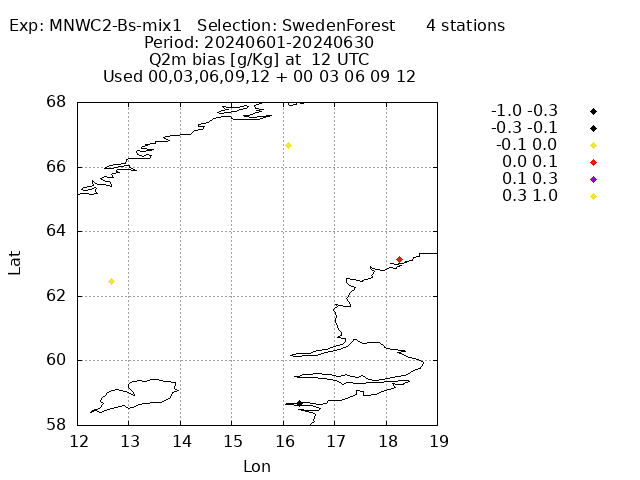 Exp: MNWC2-Bs-mix1 Selection: SwedenForest 4 stations
Period: 20240601-20240630
Q2m bias [g/Kg] at 12 UTC
Used 00,03,06,09,12 + 00 03 06 09 12
-1.0 -0.3
-0.3 -0.1
-0.1 0.0
0.0 0.1
0.1 0.3
0.3 1.0
68
66
64
62
60
58
Lat
12 13 14 15 16 17 18 19
Lon